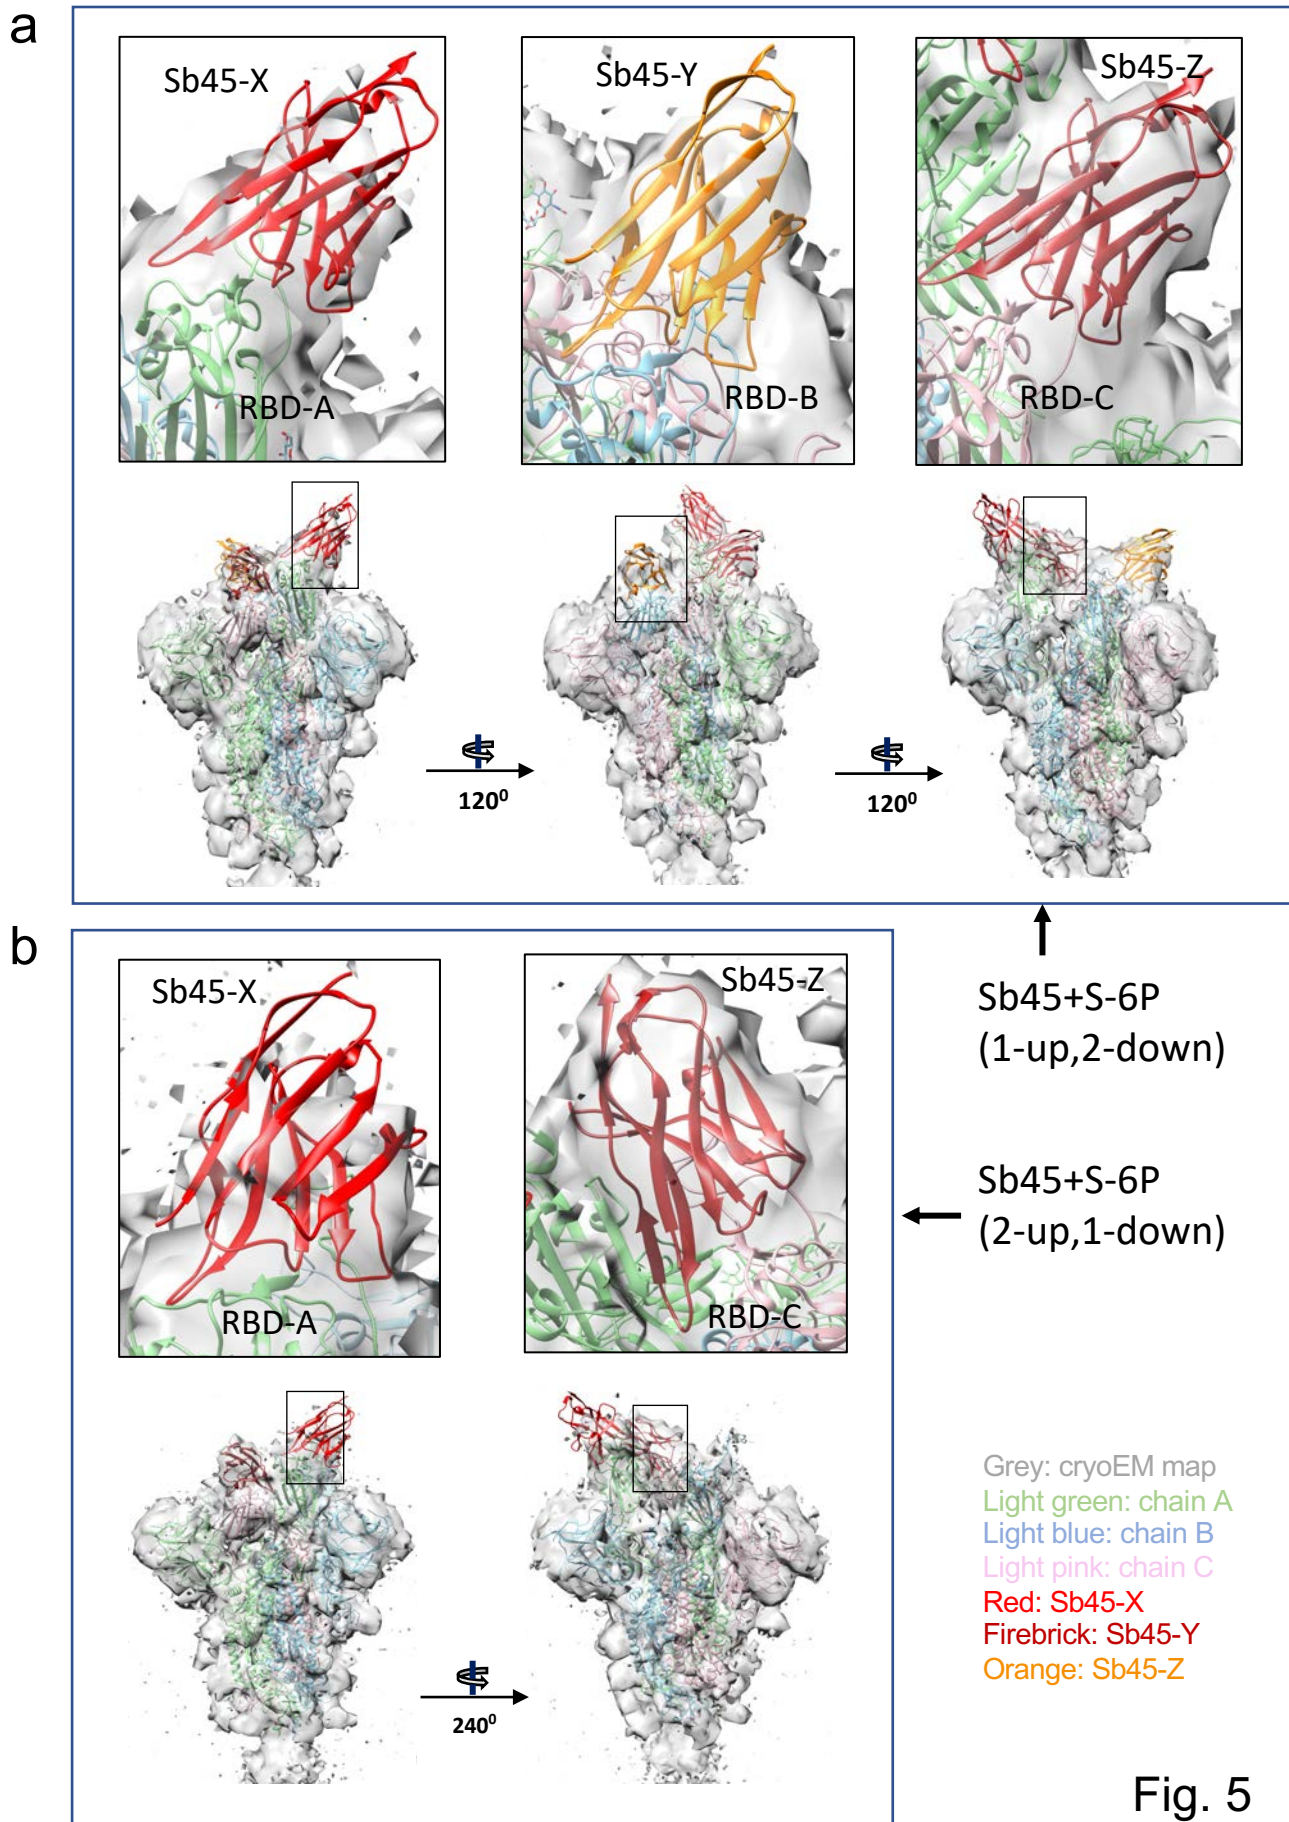 a
Sb45-X
Sb45-Y
Sb45-Z
RBD-A
RBD-B
RBD-C
120⁰
120⁰
b
Sb45-X
Sb45-Z
RBD-A
RBD-C
240⁰
Sb45+S-6P
(1-up,2-down)
Sb45+S-6P
(2-up,1-down)
Grey: cryoEM map
Light green: chain A
Light blue: chain B
Light pink: chain C
Red: Sb45-X
Firebrick: Sb45-Y
Orange: Sb45-Z
Fig. 5